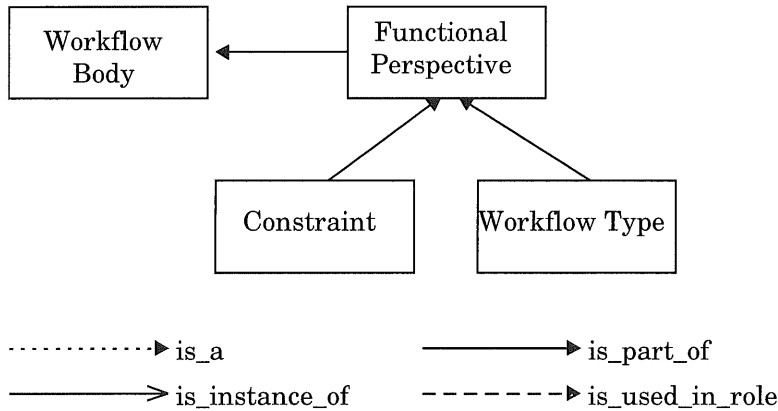 Workflow
Body
Functional
Perspective
Constraint
Workflow Type
is_a
is_part_of
is_instance_of
is_used_in_role